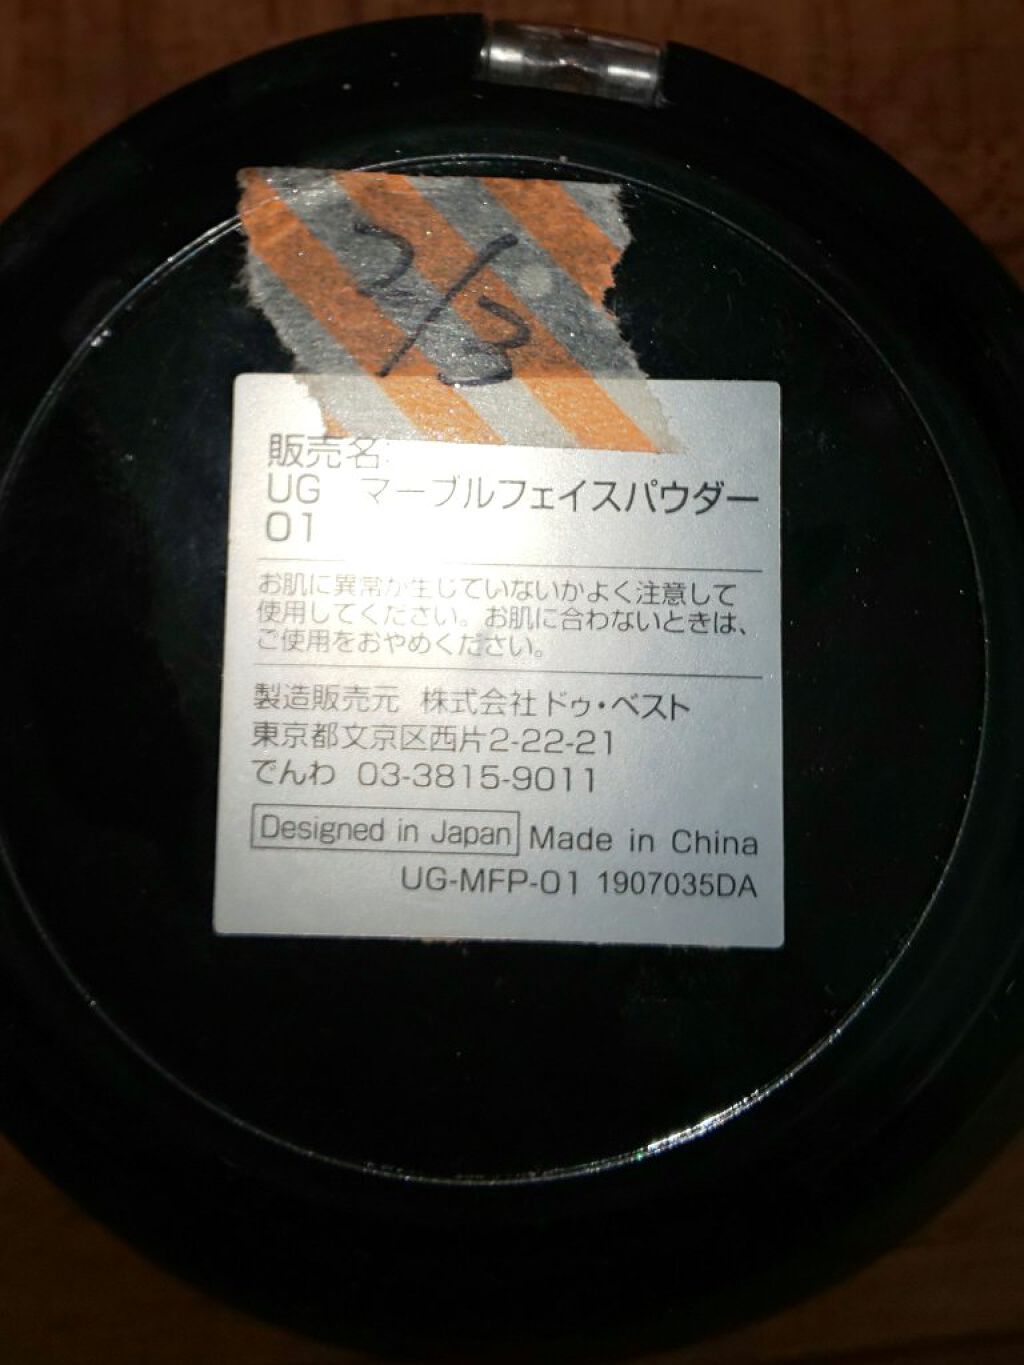 2/3
販売名:
UG マーブルフェイスパウダー
01
お肌に異常が生じていないかよく注意して
使用してください。お肌に合わないときは、
ご使用をおやめください。
製造販売元 株式会社ドゥ・ベスト
東京都文京区西片2-22-21
でんわ 03-3815-9011
Designed in Japan Made in China
UG-MFP-01 1907035DA